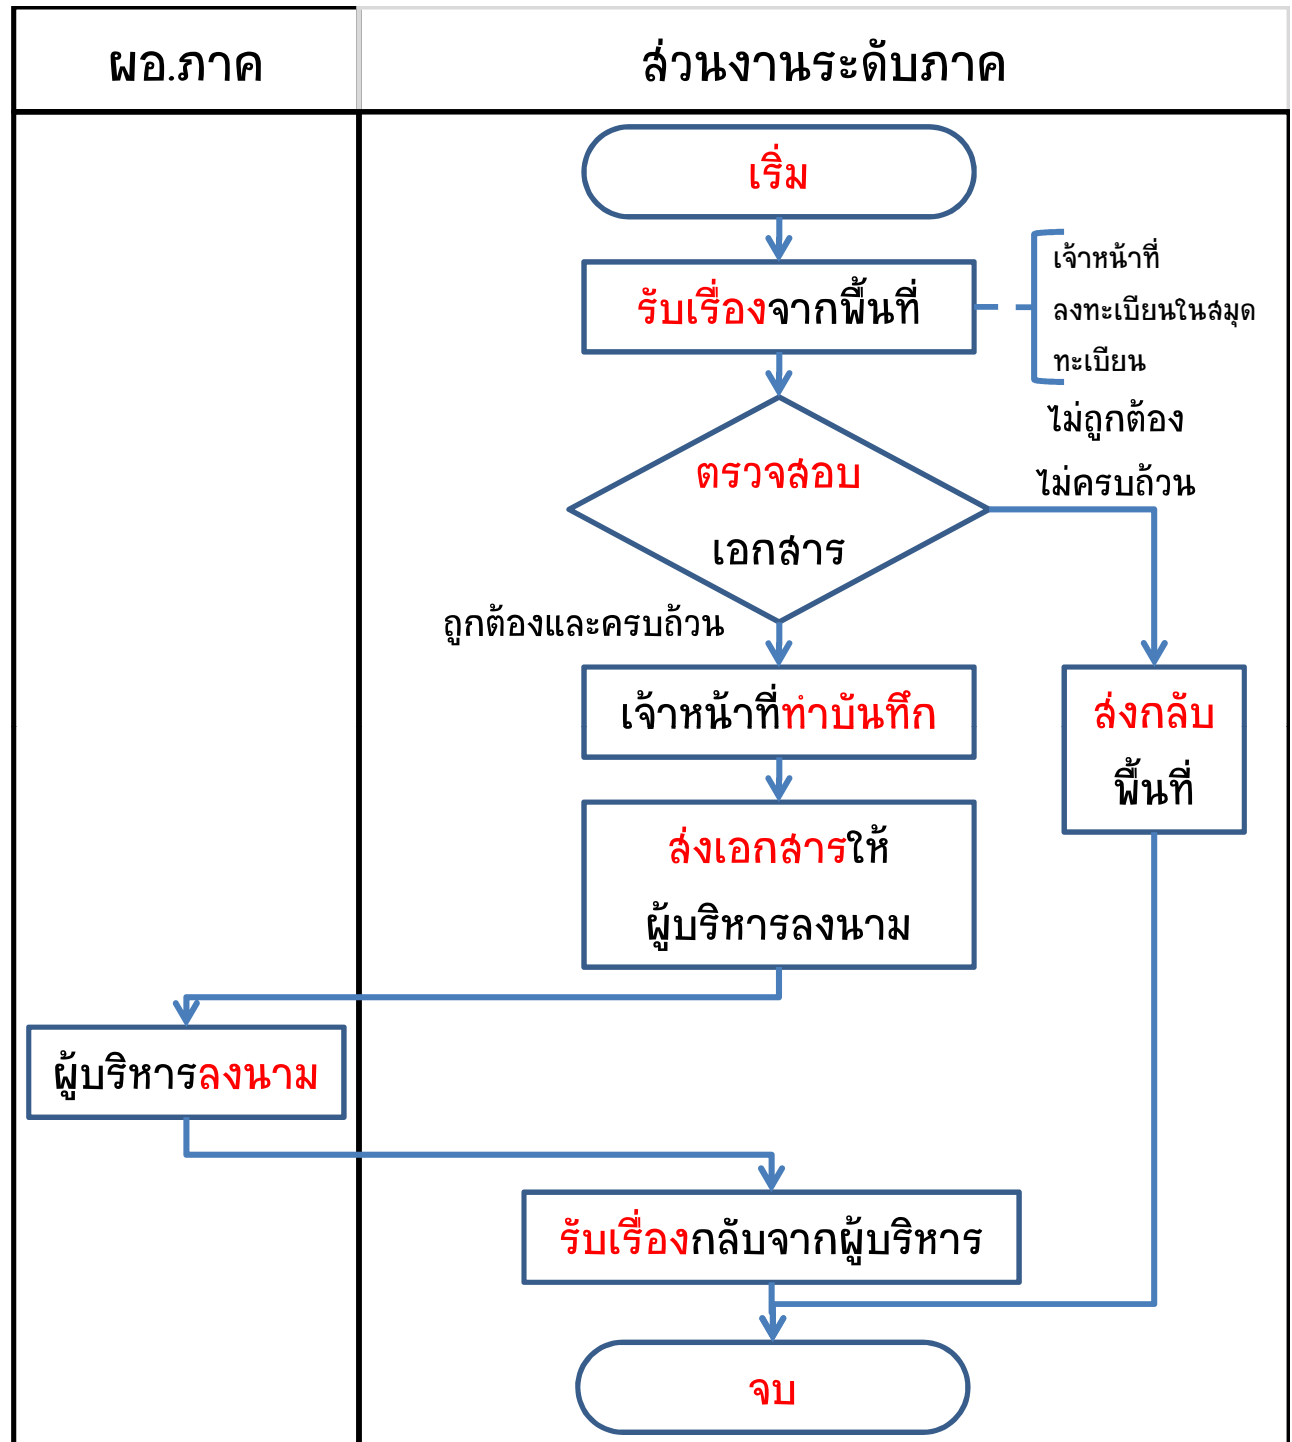 ผอ.ภาค
ส่วนงานระดับภาค
เริ่ม
รับเรื่องจากพื้นที่
เจ้าหน้าที่
ลงทะเบียนในสมุด
ทะเบียน
ไม่ถูกต้อง
ไม่ครบถ้วน
ตรวจสอบ
เอกสาร
ถูกต้องและครบถ้วน
เจ้าหน้าที่ทำบันทึก
ส่งกลับ
พื้นที่
ส่งเอกสารให้
ผู้บริหารลงนาม
ผู้บริหารลงนาม
รับเรื่องกลับจากผู้บริหาร
จบ